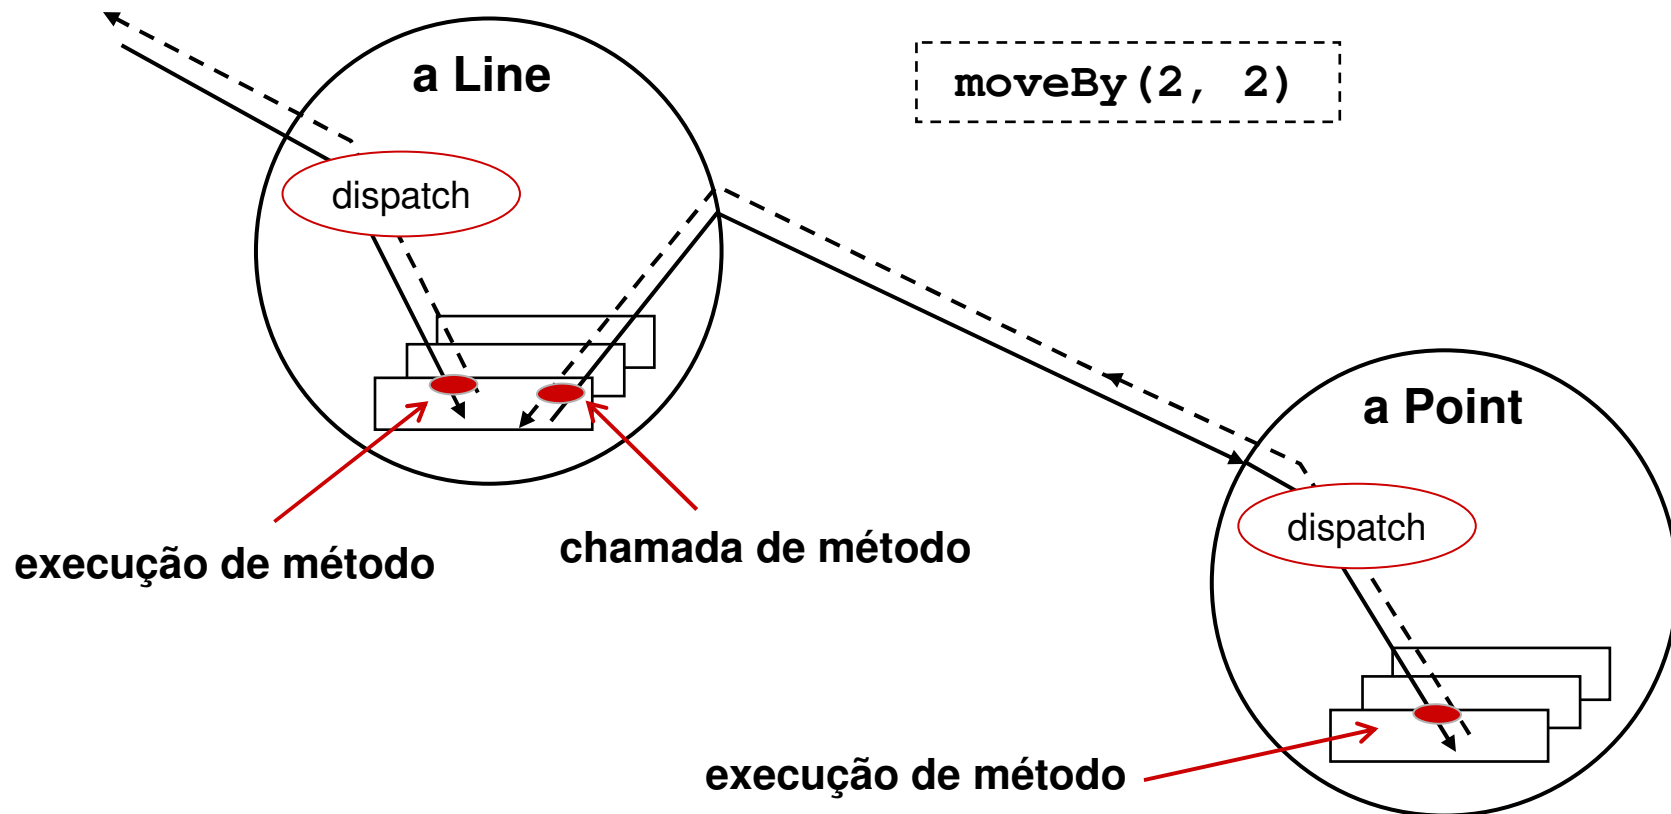 a Line
moveBy(2, 2)
dispatch
a Point
dispatch
chamada de método
execução de método
execução de método